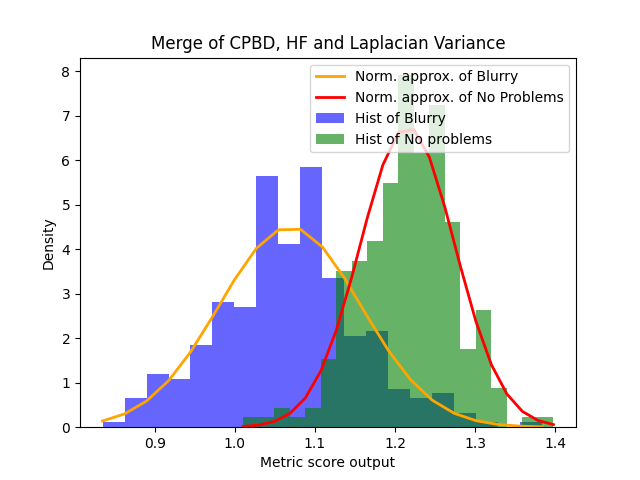 Merge of CPBD, HF and Laplacian Variance
Norm. approx. of Blurry
Norm. approx. of No Problems
Hist of Blurry
Hist of No problems
8
7
6
5
4
3
2
1
0
Density
0.9 1.0 1.1 1.2 1.3 1.4
Metric score output